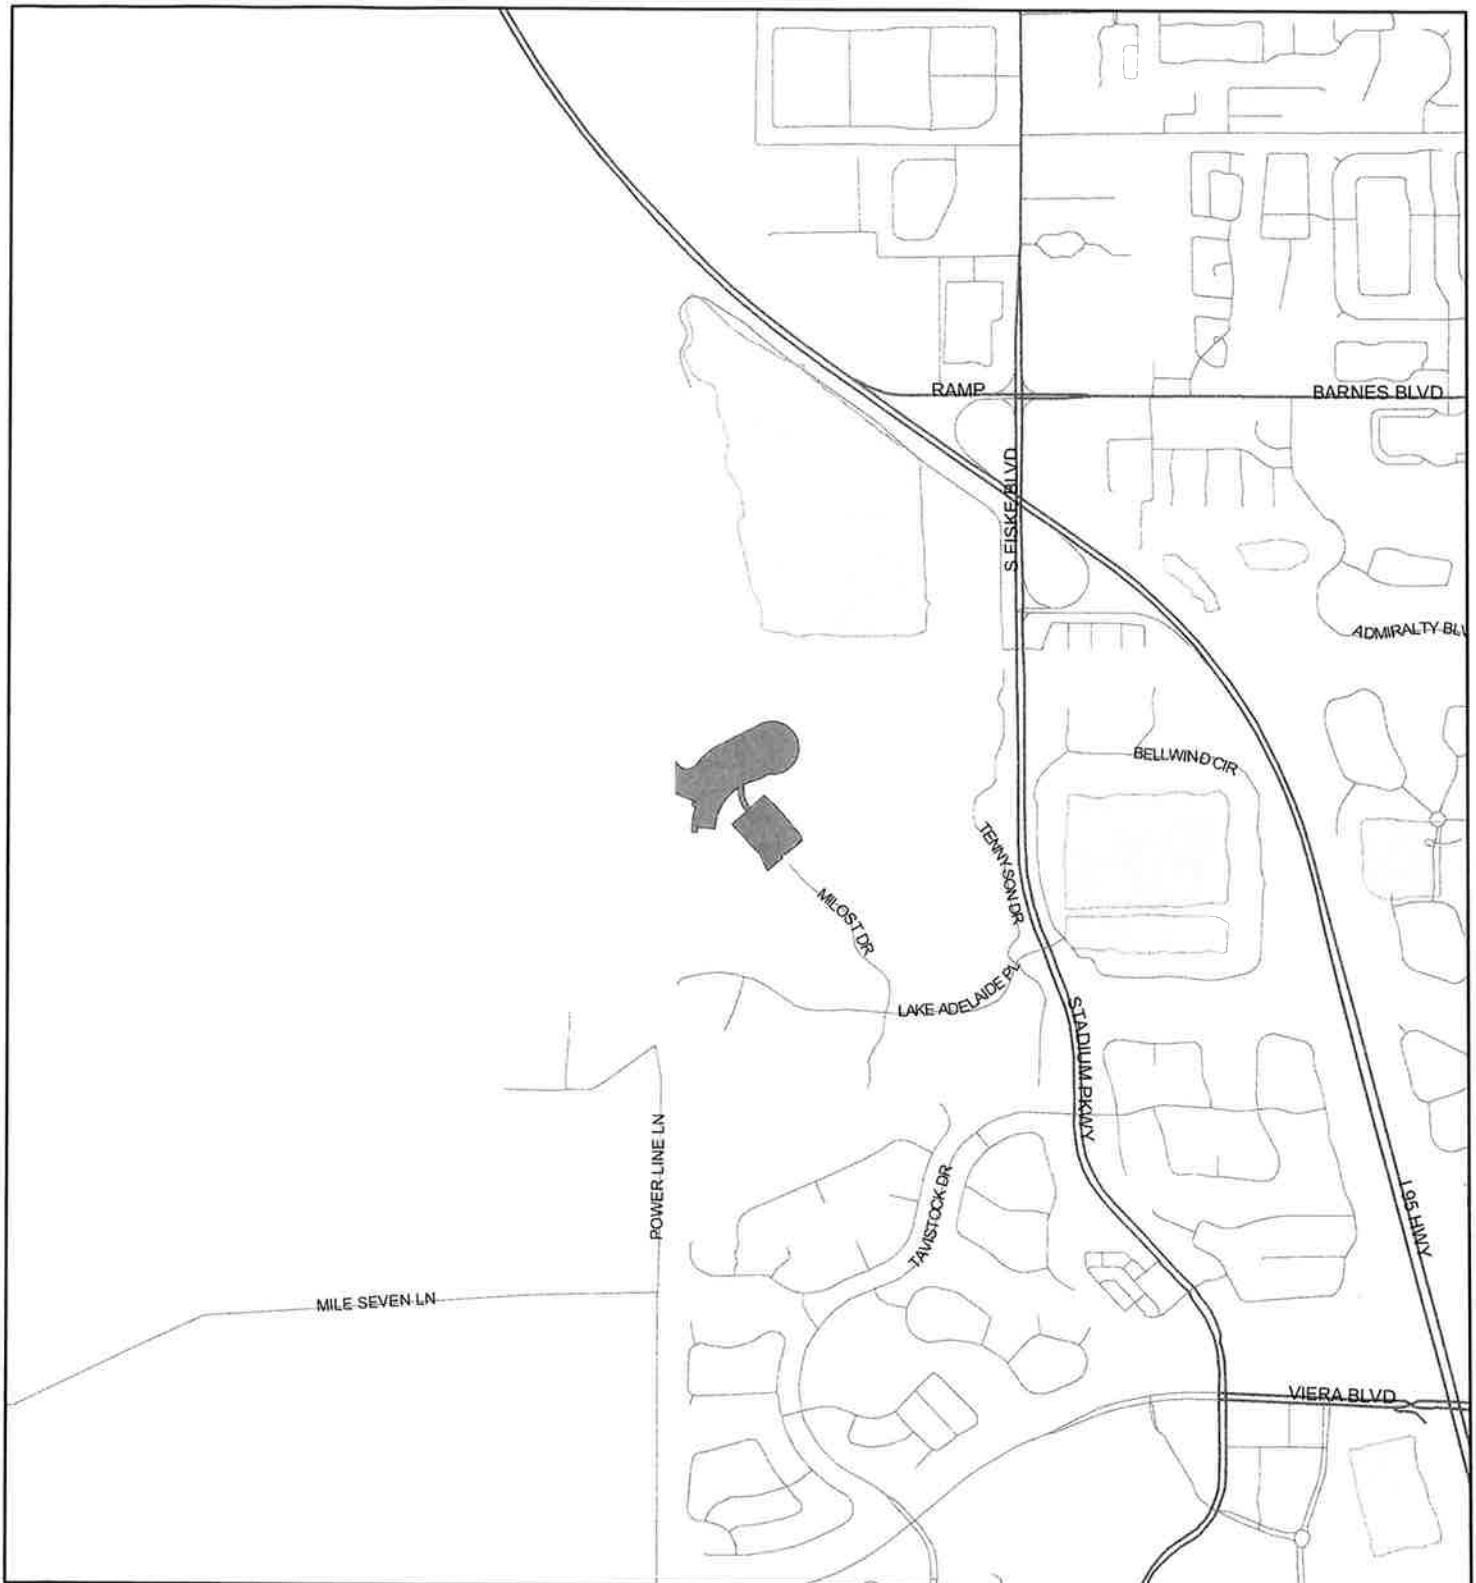 RAMP
BARNES BLVD
S FISKE BLVD
ADMIRALTY BLV
BELLWIND CIR
TENNYSON DR
MILOST DR
LAKE ADELAIDE PL
STADIUM PKWY
POWER LINE LN
TAVISTOCK DR
I 95 HWY
MILE SEVEN LN
VIERA BLVD